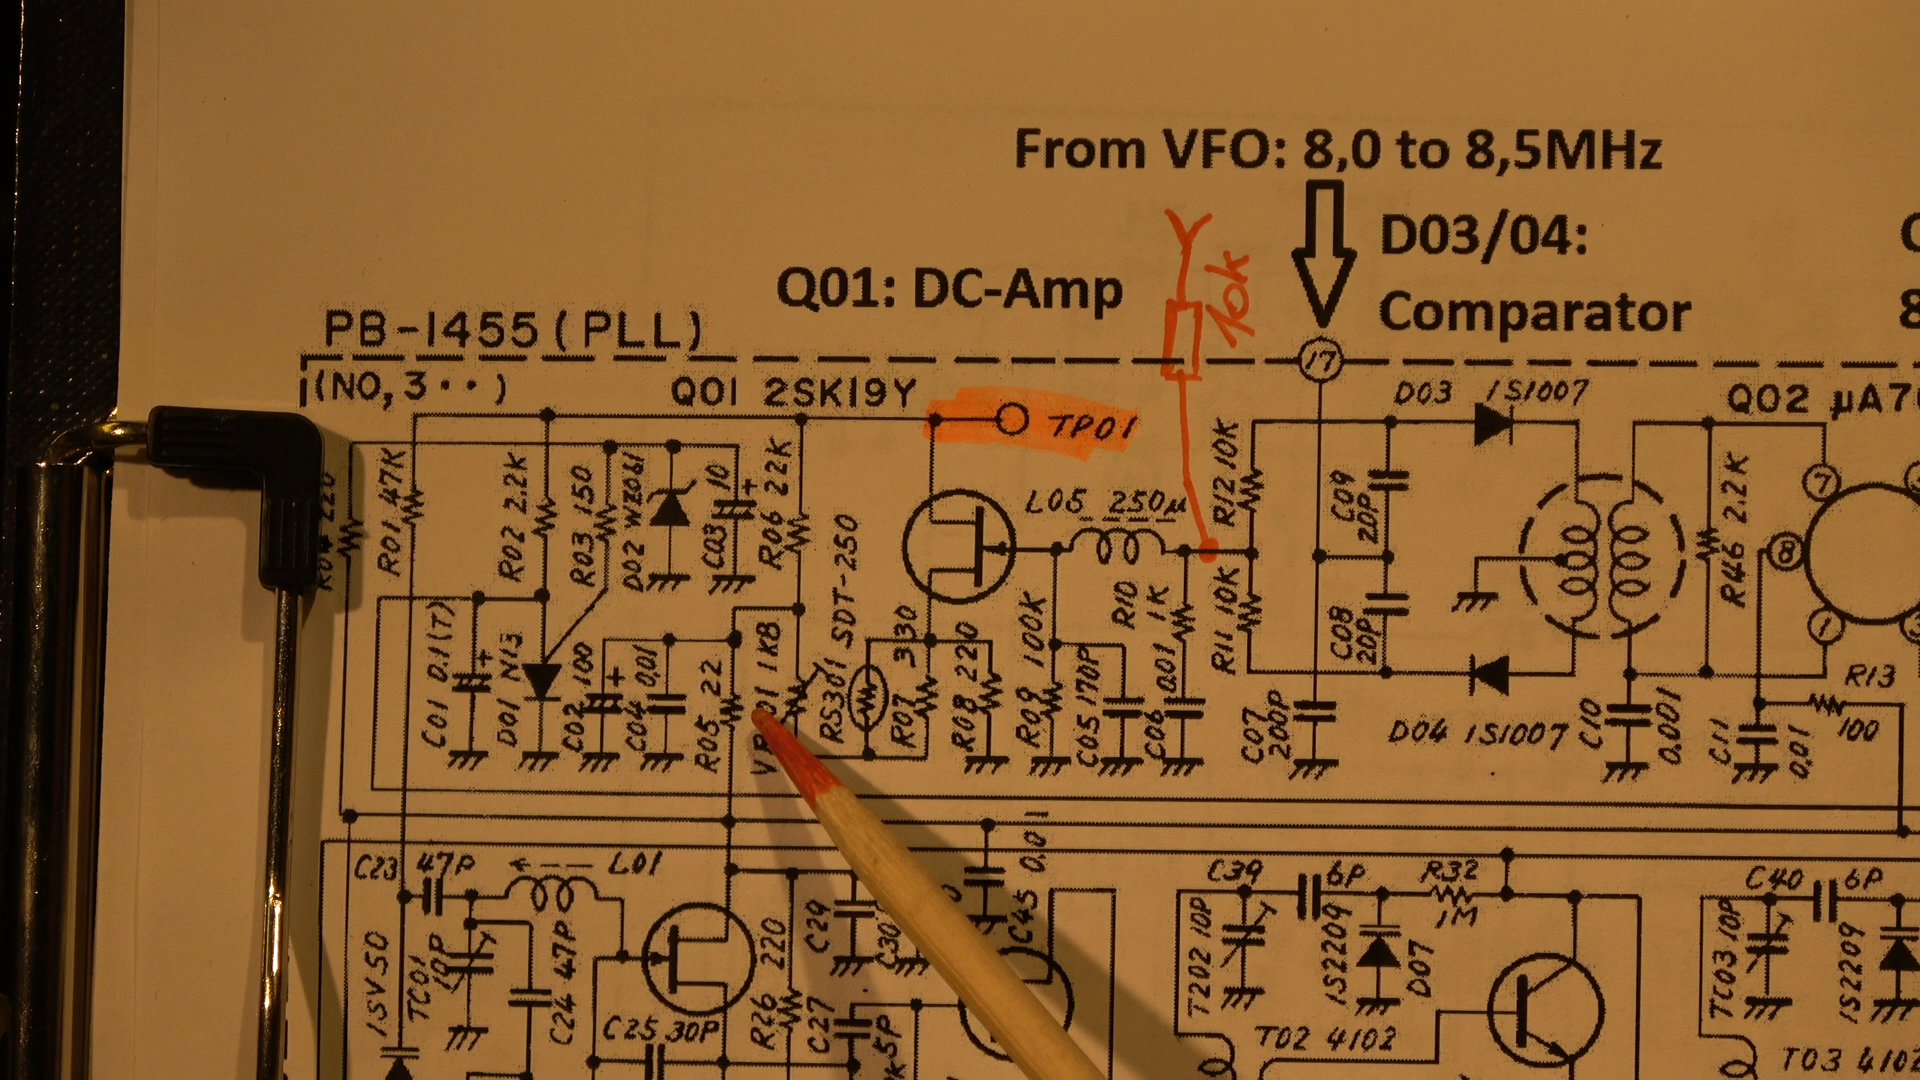 From VFO: 8,0 to 8,5MHz
D03/04:
Comparator
Q01: DC-Amp
10k
PB-1455 (PLL)
(NO, 3··)
Q01 2SK19Y
TP01
17
D03 1S1007
Q02 µA7
R01 47K
R02 2.2K
R03 150
D02 WZ061
C03 10
R06 22K
SDT-250
L05 250µ
R12 10K
C09 20P
R46 2.2K
7
8
1
C01 0.1(T)
D01
C02 100
C04 0.01
R05 22
1KB
RS301
R07 330
R08 220
R09 100K
C05 170P
R10 1K
C06 0.01
R11 10K
C08 20P
C07 200P
D04 1S1007
C10 0.001
C11 0.01
R13
100
C23 47P
L01
0.01
C39 6P R32
1M
C40 6P
1SV50
TC01 10P
C24 47P
C25 30P
R26 220
C29
C30
C27
5P
C45
T202 10P
1S2209
D07
T02 4102
TC03 10P
1S2209
T03 4102